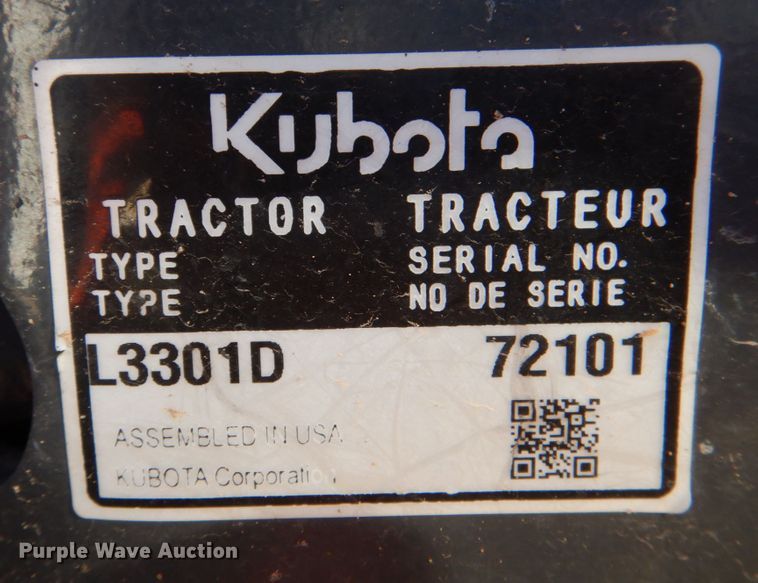 Kubota
TRACTOR TRACTEUR
TYPE SERIAL NO.
TYPE NO DE SERIE
L3301D 72101
ASSEMBLED IN USA
KUBOTA Corporation
Purple Wave Auction